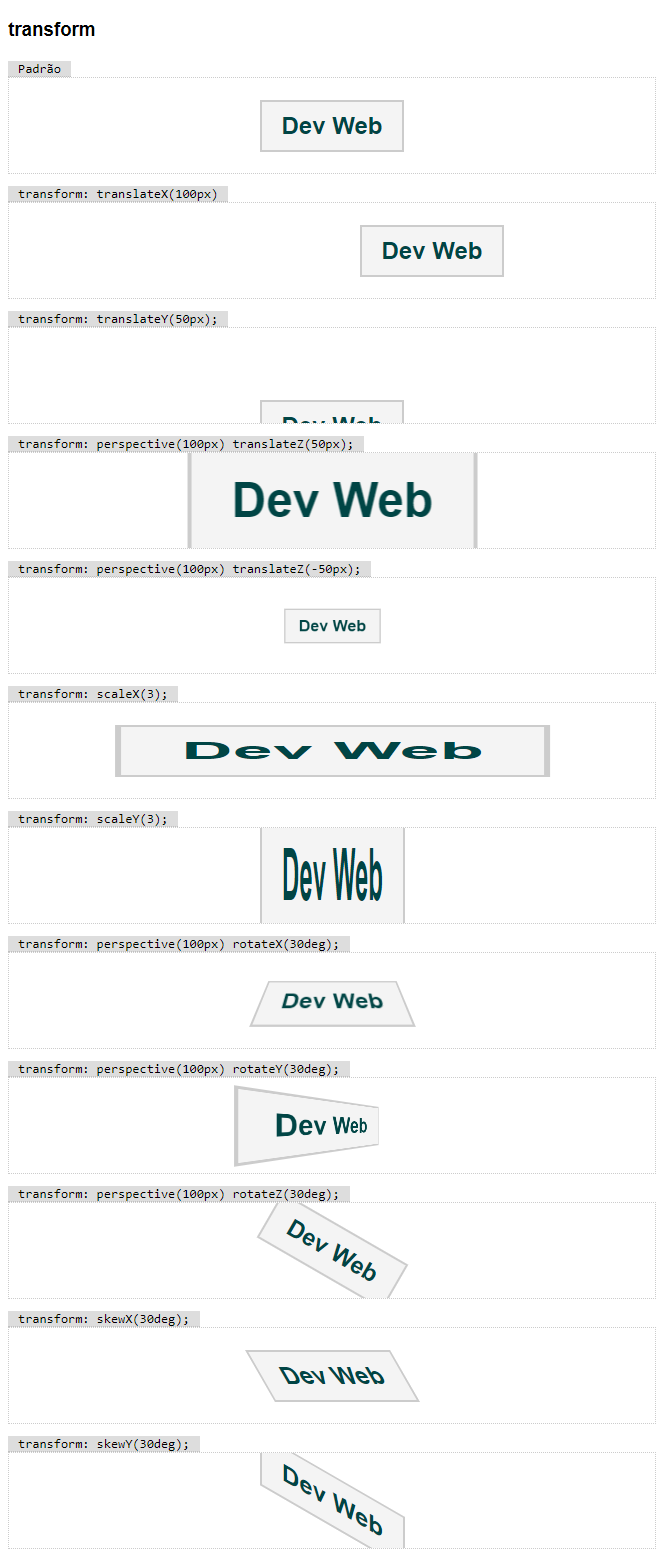 transform
Padrão
Dev Web
transform: translateX(100px)
Dev Web
transform: translateY(50px);
Dev Web
transform: perspective(100px) translateZ(50px);
Dev Web
transform: perspective(100px) translateZ(-50px);
Dev Web
transform: scaleX(3);
Dev Web
transform: scaleY(3);
Dev Web
transform: perspective(100px) rotateX(30deg);
Dev Web
transform: perspective(100px) rotateY(30deg);
Dev Web
transform: perspective(100px) rotateZ(30deg);
Dev Web
transform: skewX(30deg);
Dev Web
transform: skewY(30deg);
Dev Web